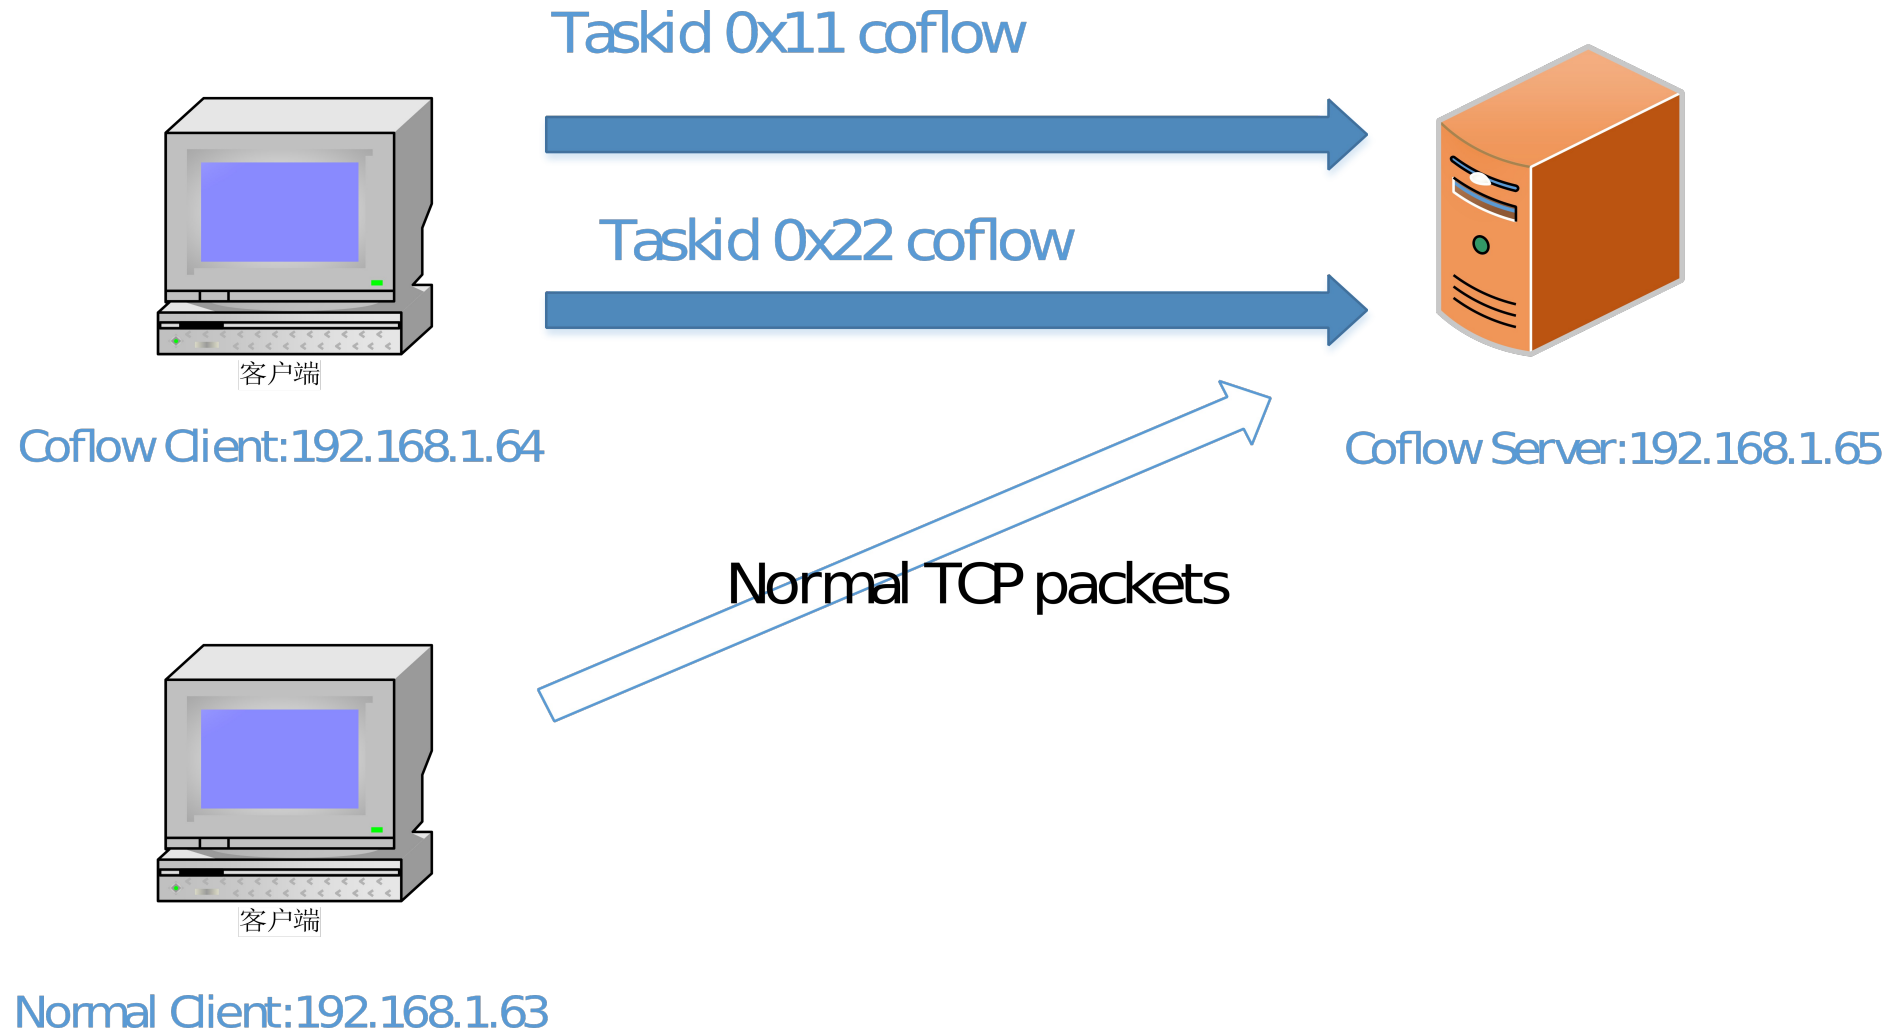 Taskid 0x11 coflow
Taskid 0x22 coflow
客户端
Coflow Client:192.168.1.64
Coflow Server:192.168.1.65
Normal TCP packets
客户端
Normal Client:192.168.1.63